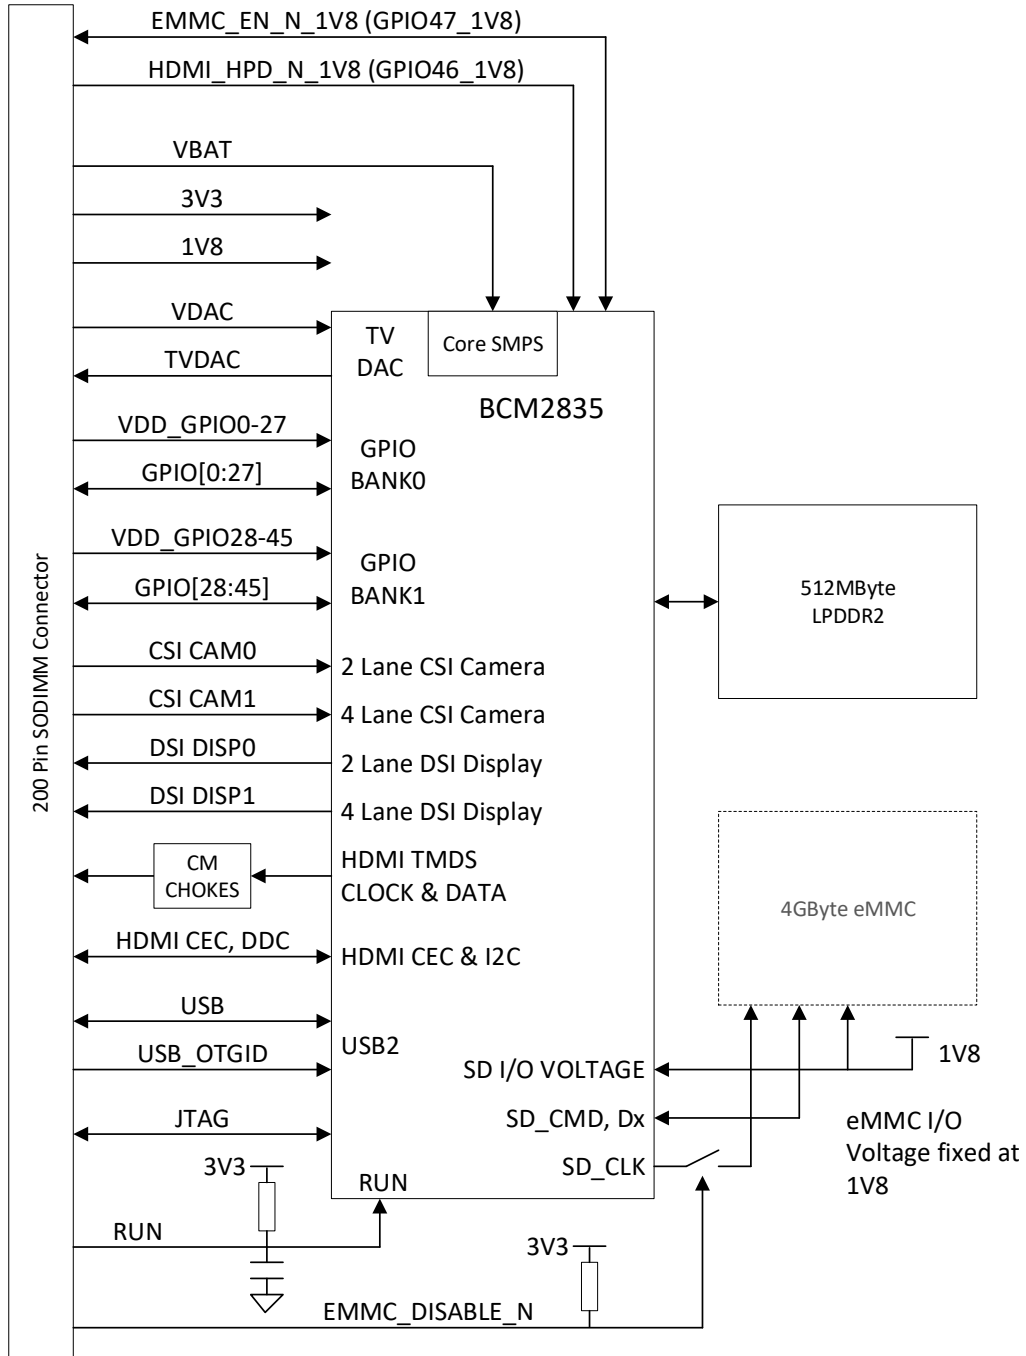 EMMC_EN_N_1V8 (GPIO47_1V8)
HDMI_HPD_N_1V8 (GPIO46_1V8)
VBAT
3V3
1V8
VDAC
TVDAC
TV
DAC
Core SMPS
BCM2835
VDD_GPIO0-27
GPIO[0:27]
GPIO
BANK0
VDD_GPIO28-45
GPIO[28:45]
GPIO
BANK1
200 Pin SODIMM Connector
512MByte
LPDDR2
CSI CAM0
2 Lane CSI Camera
CSI CAM1
4 Lane CSI Camera
DSI DISP0
2 Lane DSI Display
DSI DISP1
4 Lane DSI Display
CM
CHOKES
HDMI TMDS
CLOCK & DATA
4GByte eMMC
HDMI CEC, DDC
HDMI CEC & I2C
USB
USB_OTGID
USB2
SD I/O VOLTAGE
1V8
JTAG
SD_CMD, Dx
eMMC I/O
Voltage fixed at
1V8
SD_CLK
3V3
RUN
RUN
3V3
EMMC_DISABLE_N